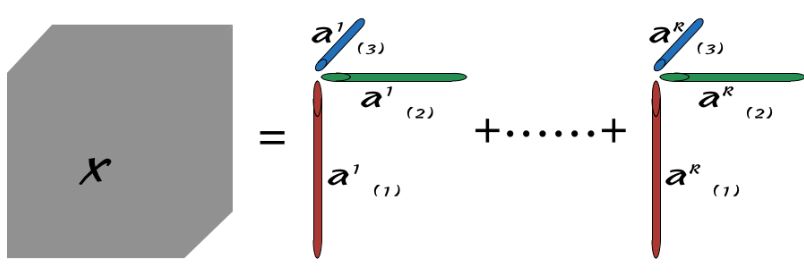 x = a¹₍₃₎ a¹₍₂₎ a¹₍₁₎ +......+ aᴿ₍₃₎ aᴿ₍₂₎ aᴿ₍₁₎